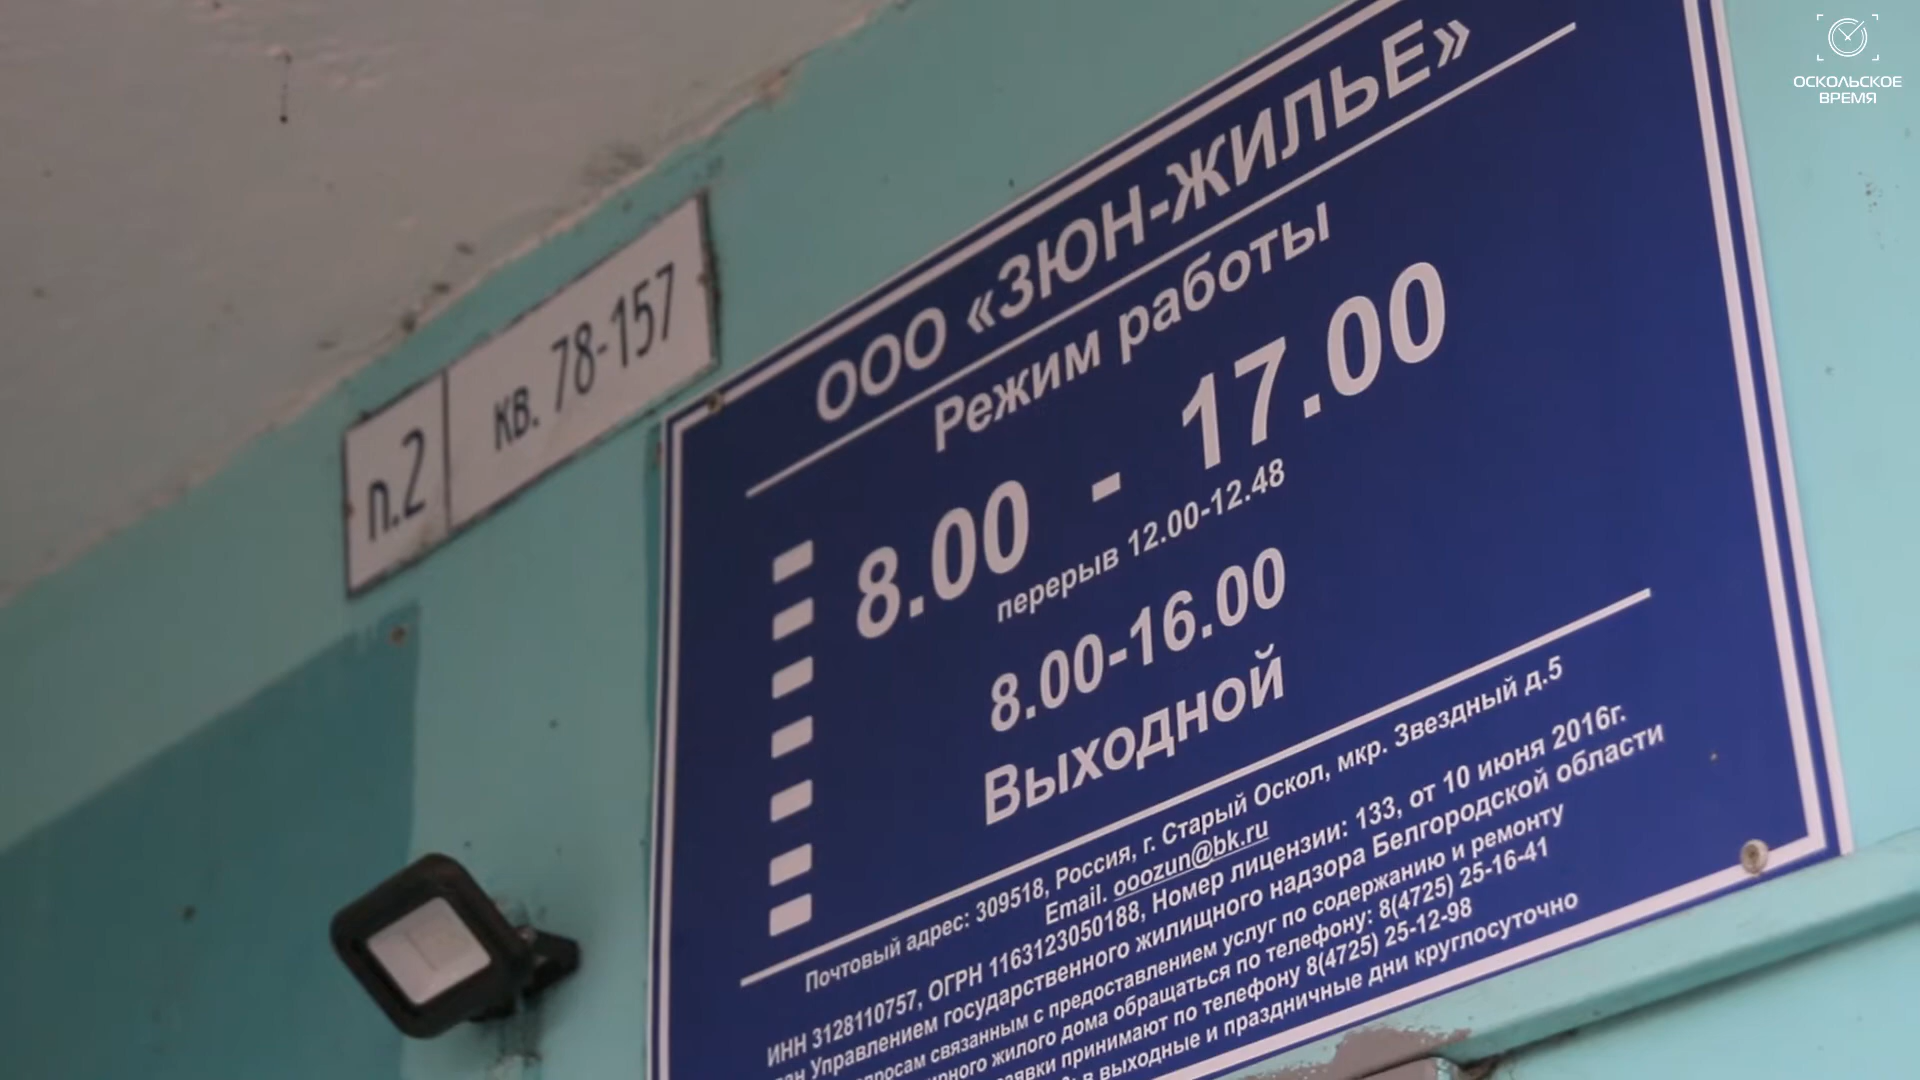 ОСКОЛЬСКОЕ
ВРЕМЯ
п.2 кв. 78-157
ООО «ЗЮН-ЖИЛЬЕ»
Режим работы
8.00 - 17.00
перерыв 12.00-12.48
8.00-16.00
Выходной
Почтовый адрес: 309518, Россия, г. Старый Оскол, мкр. Звездный д.5
Email. ooozun@bk.ru
ИНН 3128110757, ОГРН 1163123050188, Номер лицензии: 133, от 10 июня 2016г.
Управлением государственного жилищного надзора Белгородской области
связанным с предоставлением услуг по содержанию и ремонту
жилого дома обращаться по телефону: 8(4725) 25-16-41
принимают по телефону 8(4725) 25-12-98
в выходные и праздничные дни круглосуточно